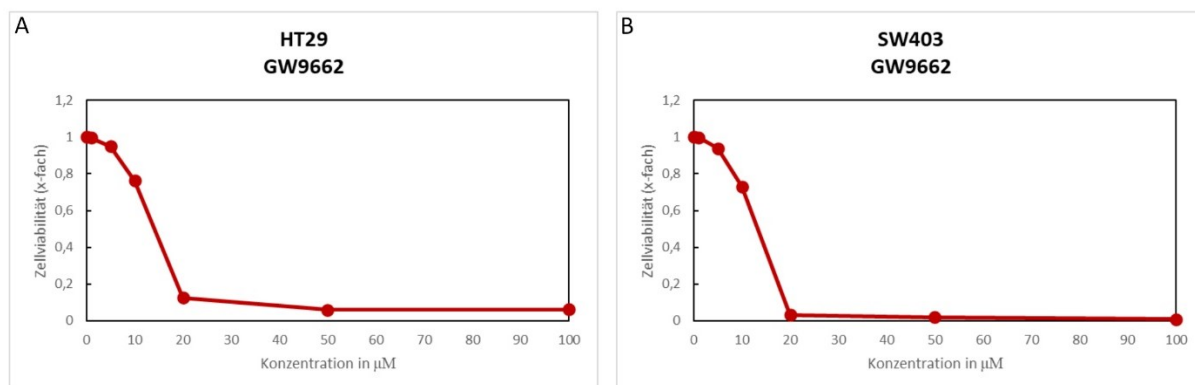 A
HT29
GW9662
1,2
1
0,8
0,6
0,4
0,2
0
Zellviabilität (x-fach)
0 10 20 30 40 50 60 70 80 90 100
Konzentration in µM
B
SW403
GW9662
1,2
1
0,8
0,6
0,4
0,2
0
Zellviabilität (x-fach)
0 10 20 30 40 50 60 70 80 90 100
Konzentration in µM